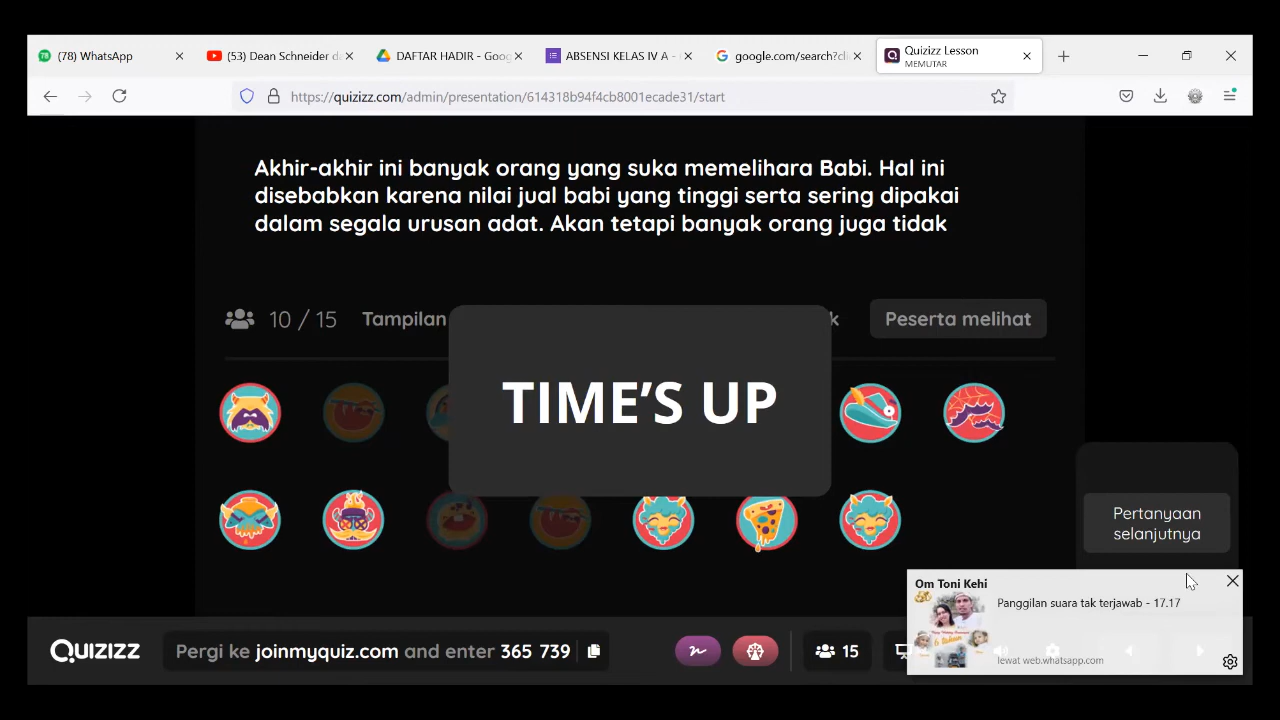 (78) WhatsApp
(53) Dean Schneider d
DAFTAR HADIR - Goog
ABSENSI KELAS IV A -
google.com/search?cli
Quizizz Lesson
MEMUTAR
https://quizizz.com/admin/presentation/614318b94f4cb8001ecade31/start
Akhir-akhir ini banyak orang yang suka memelihara Babi. Hal ini
disebabkan karena nilai jual babi yang tinggi serta sering dipakai
dalam segala urusan adat. Akan tetapi banyak orang juga tidak
10 / 15
Tampilan
k
Peserta melihat
TIME'S UP
Pertanyaan
selanjutnya
Om Toni Kehi
Panggilan suara tak terjawab - 17.17
lewat web.whatsapp.com
Quizizz
Pergi ke joinmyquiz.com and enter 365 739
15